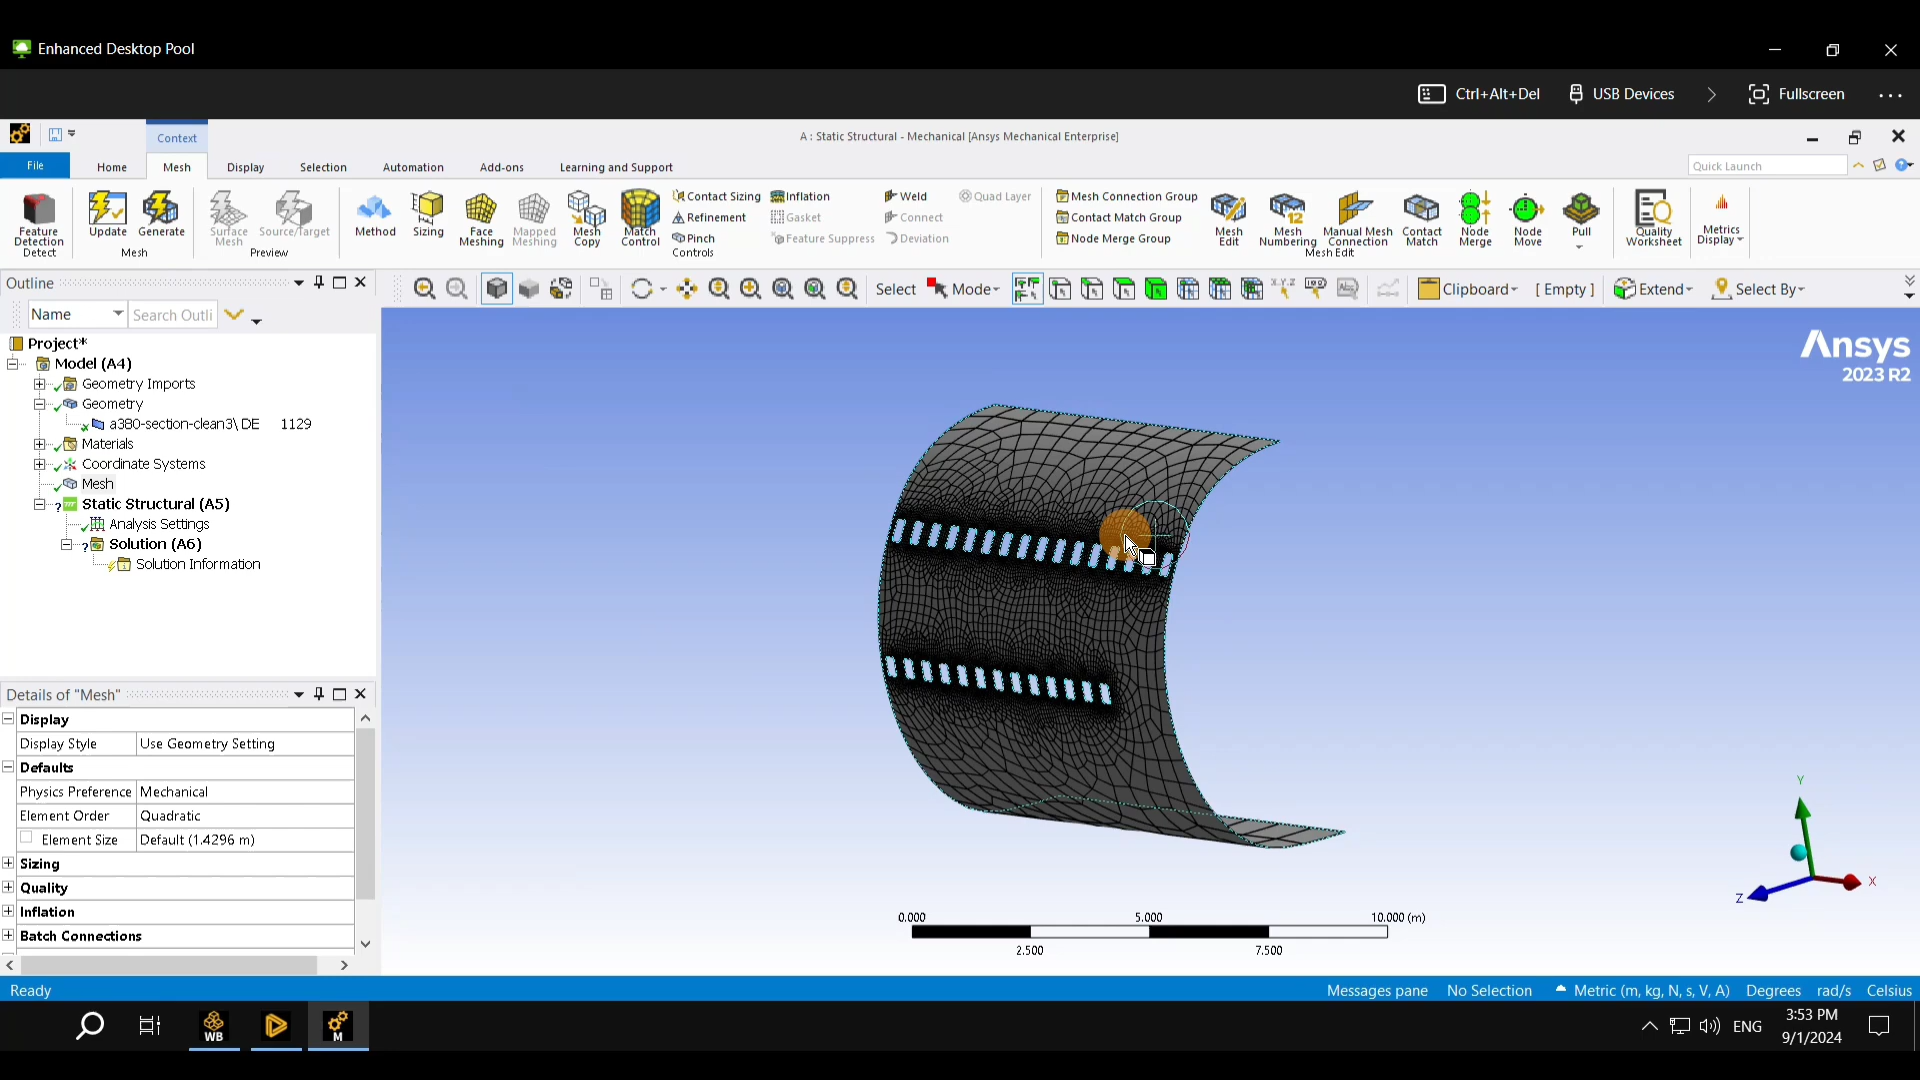 Enhanced Desktop Pool
Ctrl+Alt+Del USB Devices Fullscreen
Context
A : Static Structural - Mechanical [Ansys Mechanical Enterprise]
File Home Mesh Display Selection Automation Add-ons Learning and Support Quick Launch
Feature Detection Detect
Update Generate
Mesh
Surface Mesh Source/Target
Preview
Method Sizing Face Meshing Mapped Meshing Mesh Copy Match Control
Contact Sizing Inflation Weld Quad Layer
Refinement Gasket Connect
Pinch Feature Suppress Deviation
Controls
Mesh Connection Group
Contact Match Group
Node Merge Group
Mesh Edit Mesh Numbering Manual Mesh Connection Contact Match Node Merge Node Move Pull
Mesh Edit
Quality Worksheet
Metrics Display
Outline
Select Mode Clipboard [ Empty ] Extend Select By
Name Search Outli
Project*
Model (A4)
Geometry Imports
Geometry
a380-section-clean3\DE 1129
Materials
Coordinate Systems
Mesh
Static Structural (A5)
Analysis Settings
Solution (A6)
Solution Information
Ansys
2023 R2
Details of "Mesh"
Display
Display Style Use Geometry Setting
Defaults
Physics Preference Mechanical
Element Order Quadratic
Element Size Default (1.4296 m)
Sizing
Quality
Inflation
Batch Connections
Y
X
Z
0.000 5.000 10.000 (m)
2.500 7.500
Ready Messages pane No Selection Metric (m, kg, N, s, V, A) Degrees rad/s Celsius
WB M ENG
3:53 PM
9/1/2024